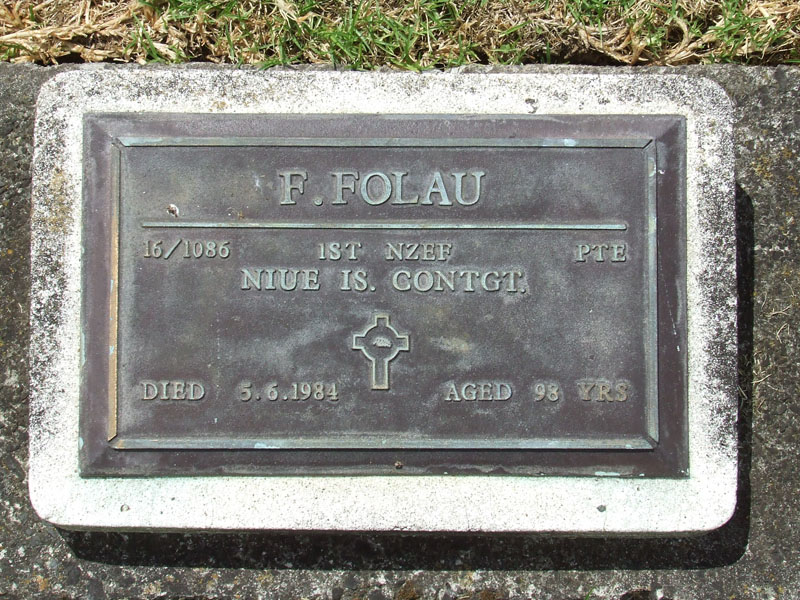 F. FOLAU
16/1086 1ST NZEF PTE
NIUE IS. CONTGT.
DIED 5.6.1984 AGED 98 YRS